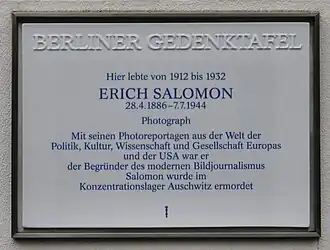 BERLINER GEDENKTAFEL
Hier lebte von 1912 bis 1932
ERICH SALOMON
28.4.1886–7.7.1944
Photograph
Mit seinen Photoreportagen aus der Welt der
Politik, Kultur, Wissenschaft und Gesellschaft Europas
und der USA war er
der Begründer des modernen Bildjournalismus
Salomon wurde im
Konzentrationslager Auschwitz ermordet